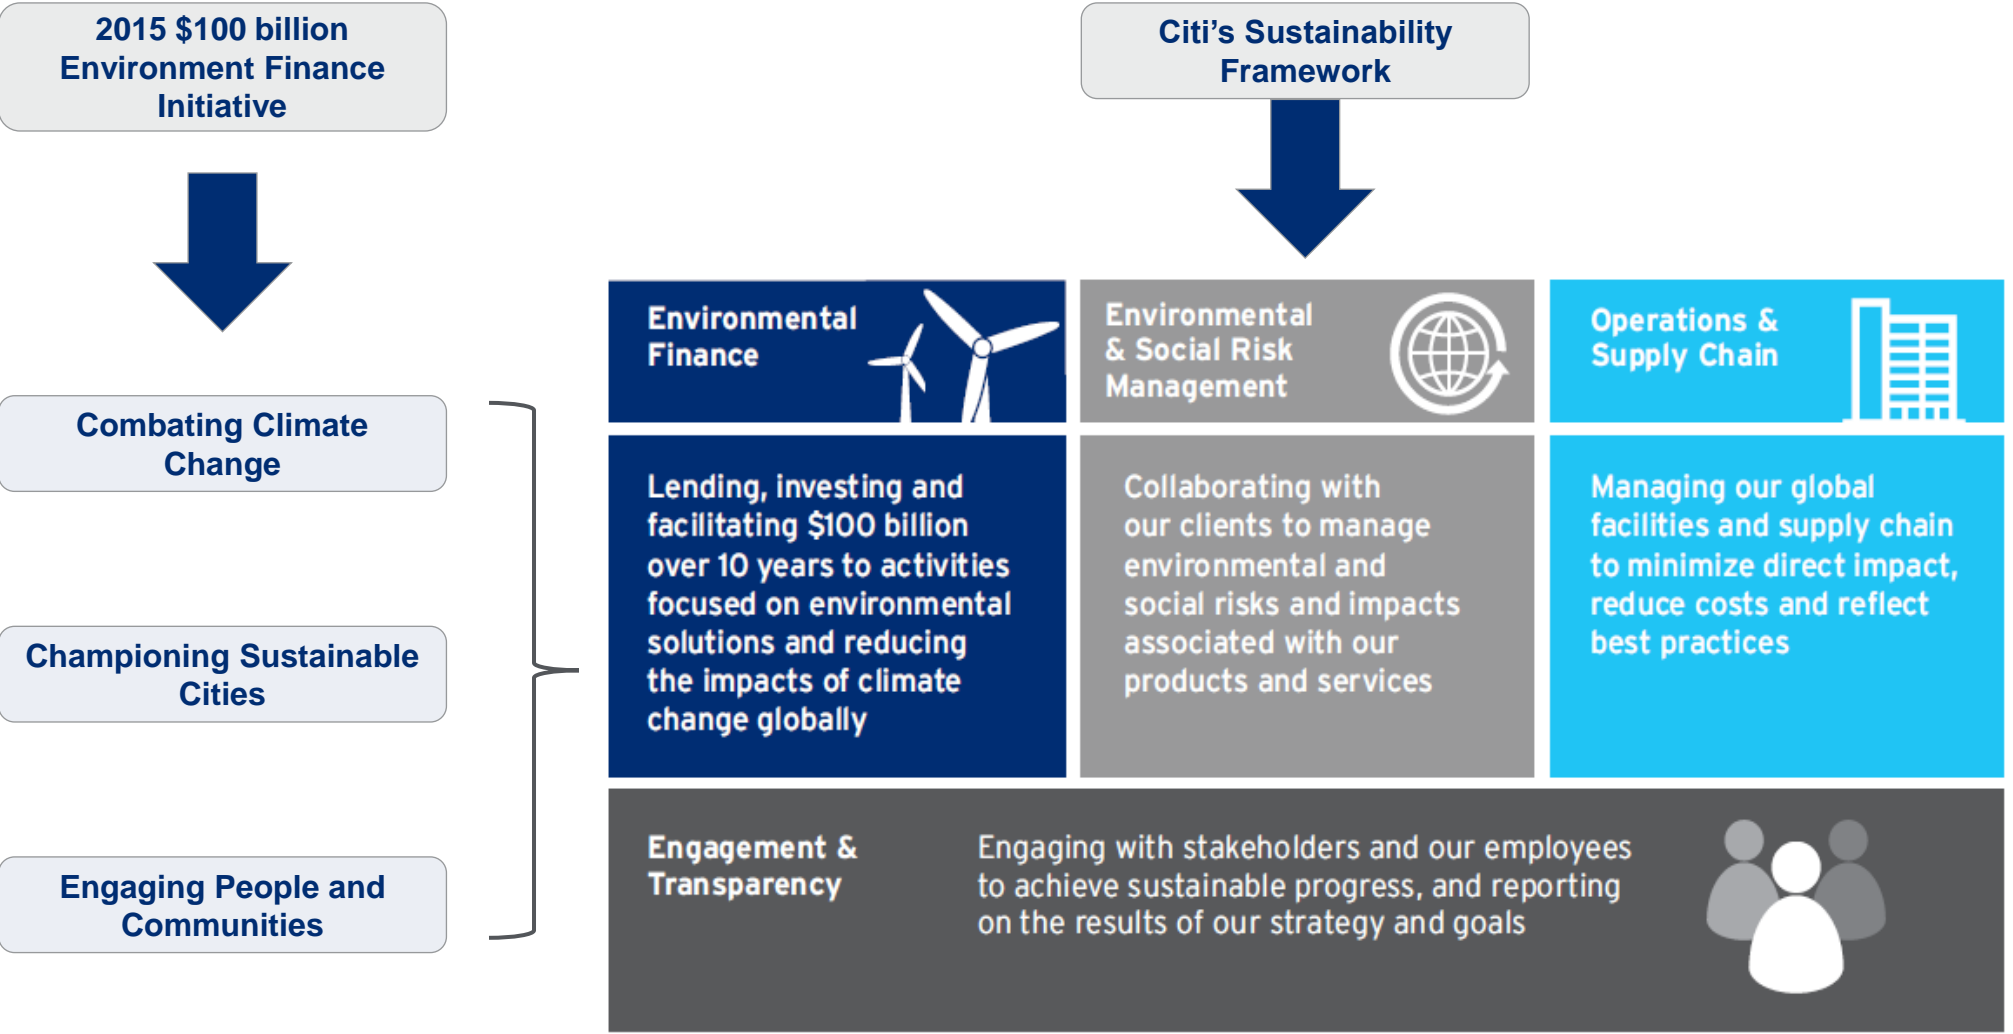 2015 $100 billion
Environment Finance
Initiative
Citi's Sustainability
Framework
Combating Climate
Change
Championing Sustainable
Cities
Engaging People and
Communities
Environmental
Finance
Lending, investing and
facilitating $100 billion
over 10 years to activities
focused on environmental
solutions and reducing
the impacts of climate
change globally
Environmental
& Social Risk
Management
Collaborating with
our clients to manage
environmental and
social risks and impacts
associated with our
products and services
Operations &
Supply Chain
Managing our global
facilities and supply chain
to minimize direct impact,
reduce costs and reflect
best practices
Engagement &
Transparency
Engaging with stakeholders and our employees
to achieve sustainable progress, and reporting
on the results of our strategy and goals